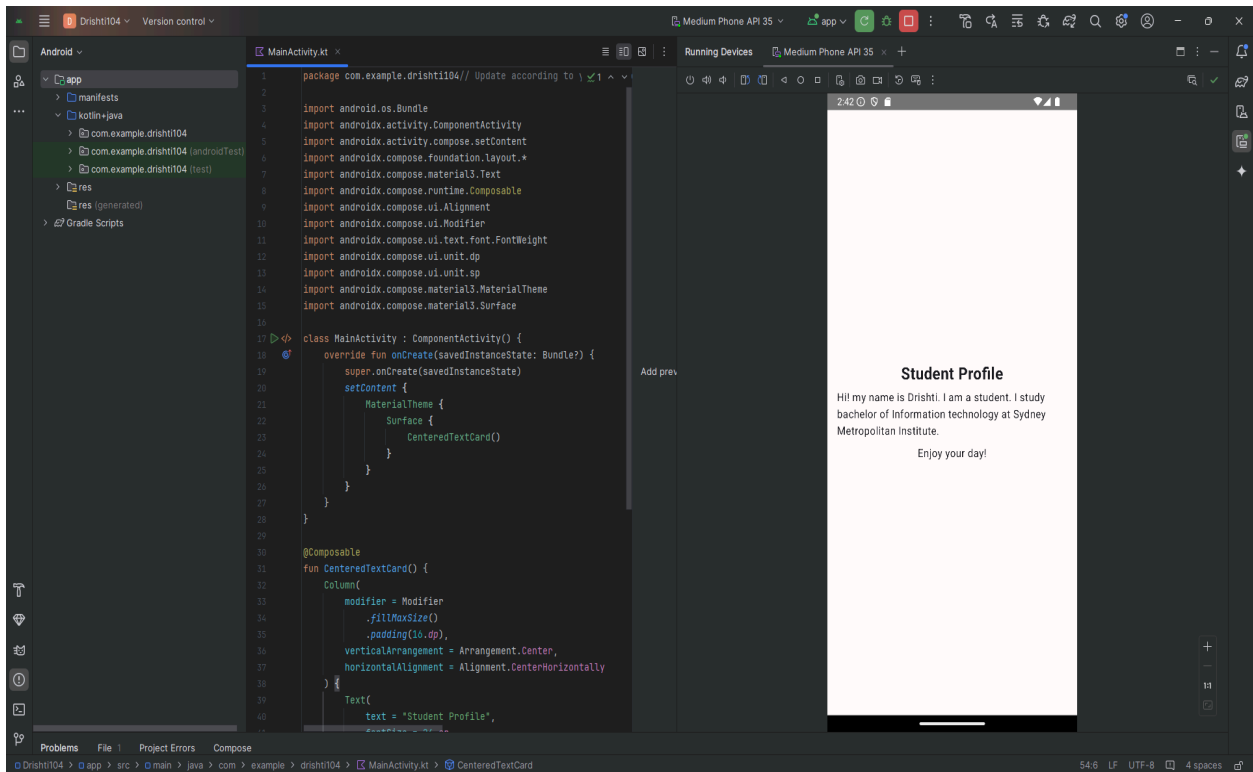 Drishti104 Version control Medium Phone API 35 app
Android
app
manifests
kotlin+java
com.example.drishti104
com.example.drishti104 (androidTest)
com.example.drishti104 (test)
res
res (generated)
Gradle Scripts
MainActivity.kt
1 package com.example.drishti104// Update according to y 1
2
3 import android.os.Bundle
4 import androidx.activity.ComponentActivity
5 import androidx.activity.compose.setContent
6 import androidx.compose.foundation.layout.*
7 import androidx.compose.material3.Text
8 import androidx.compose.runtime.Composable
9 import androidx.compose.ui.Alignment
10 import androidx.compose.ui.Modifier
11 import androidx.compose.ui.text.font.FontWeight
12 import androidx.compose.ui.unit.dp
13 import androidx.compose.ui.unit.sp
14 import androidx.compose.material3.MaterialTheme
15 import androidx.compose.material3.Surface
16
17 class MainActivity : ComponentActivity() {
18 override fun onCreate(savedInstanceState: Bundle?) {
19 super.onCreate(savedInstanceState)
20 setContent {
21 MaterialTheme {
22 Surface {
23 CenteredTextCard()
24 }
25 }
26 }
27 }
28 }
29
30 @Composable
31 fun CenteredTextCard() {
32 Column(
33 modifier = Modifier
34 .fillMaxSize()
35 .padding(16.dp),
36 verticalArrangement = Arrangement.Center,
37 horizontalAlignment = Alignment.CenterHorizontally
38 ) {
39 Text(
40 text = "Student Profile",
Add prev
Running Devices Medium Phone API 35
2:42
Student Profile
Hi! my name is Drishti. I am a student. I study
bachelor of Information technology at Sydney
Metropolitan Institute.
Enjoy your day!
1:1
Problems File 1 Project Errors Compose
Drishti104 > app > src > main > java > com > example > drishti104 > MainActivity.kt > CenteredTextCard 54:6 LF UTF-8 4 spaces